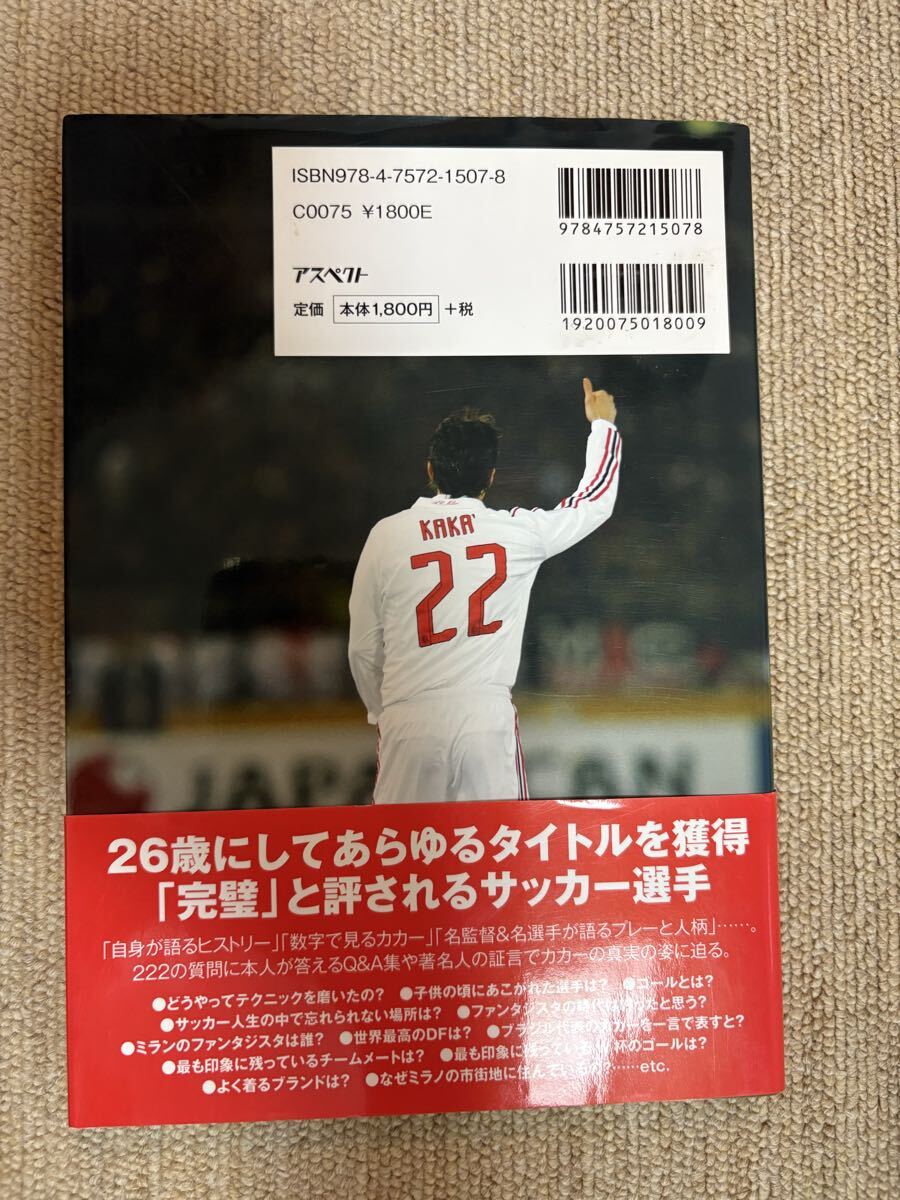 ISBN978-4-7572-1507-8
C0075 ¥1800E
9784757215078
アスペクト
定価 本体1,800円 +税
1920075018009
KAKA'
22
26歳にしてあらゆるタイトルを獲得
「完璧」と評されるサッカー選手
「自身が語るヒストリー」「数字で見るカカー」「名監督&名選手が語るプレーと人柄」……。
222の質問に本人が答えるQ&A集や著名人の証言でカカーの真実の姿に迫る。
●どうやってテクニックを磨いたの? ●子供の頃にあこがれた選手は? ●ゴールとは?
●サッカー人生の中で忘れられない場所は? ●ファンタジスタの時代は ったと思う?
●ミランのファンタジスタは誰? ●世界最高のDFは? ●ブラジル代表の カーを一言で表すと?
●最も印象に残っているチームメートは? ●最も印象に残っている 杯のゴールは?
●よく着るブランドは? ●なぜミラノの市街地に住んでいるの?……etc.